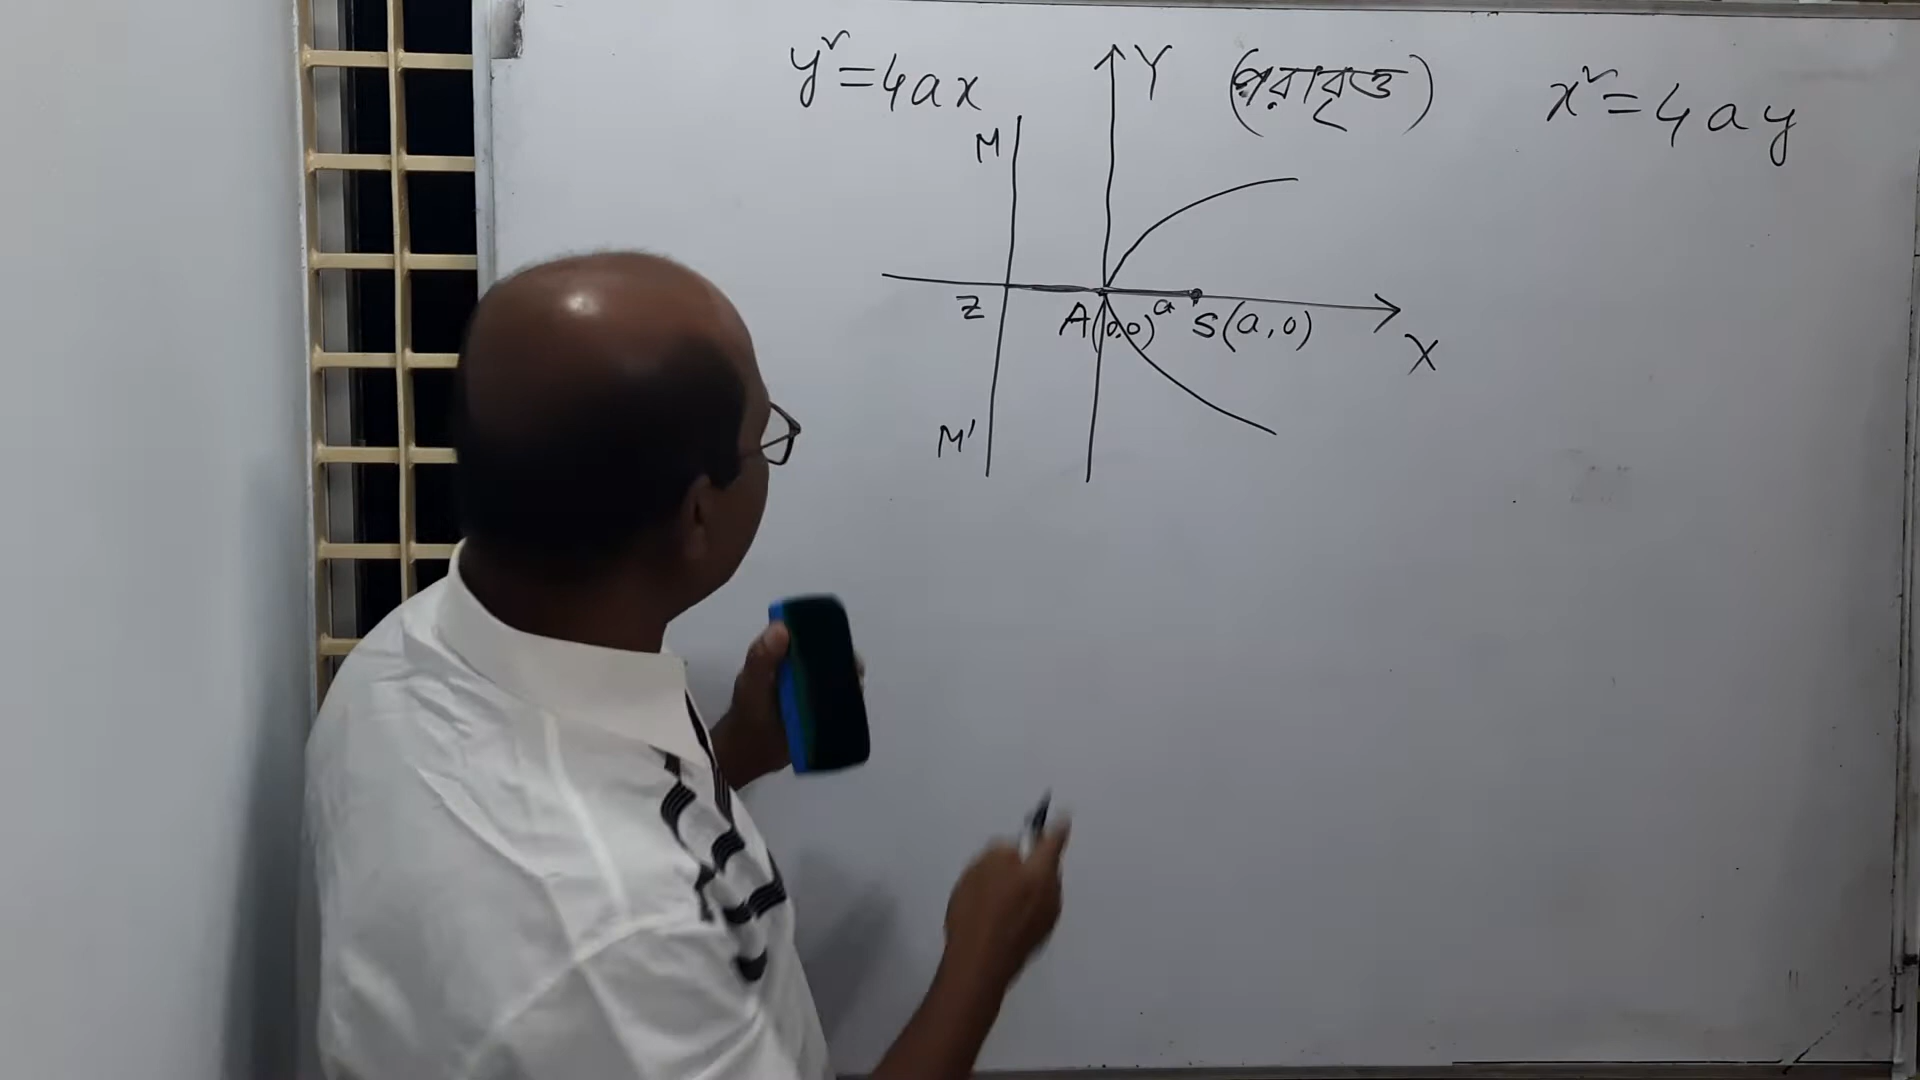 y² = 4ax
Y
(পরাবৃত্ত)
x² = 4ay
M
Z
A(0,0)
a
S(a,0)
X
M'